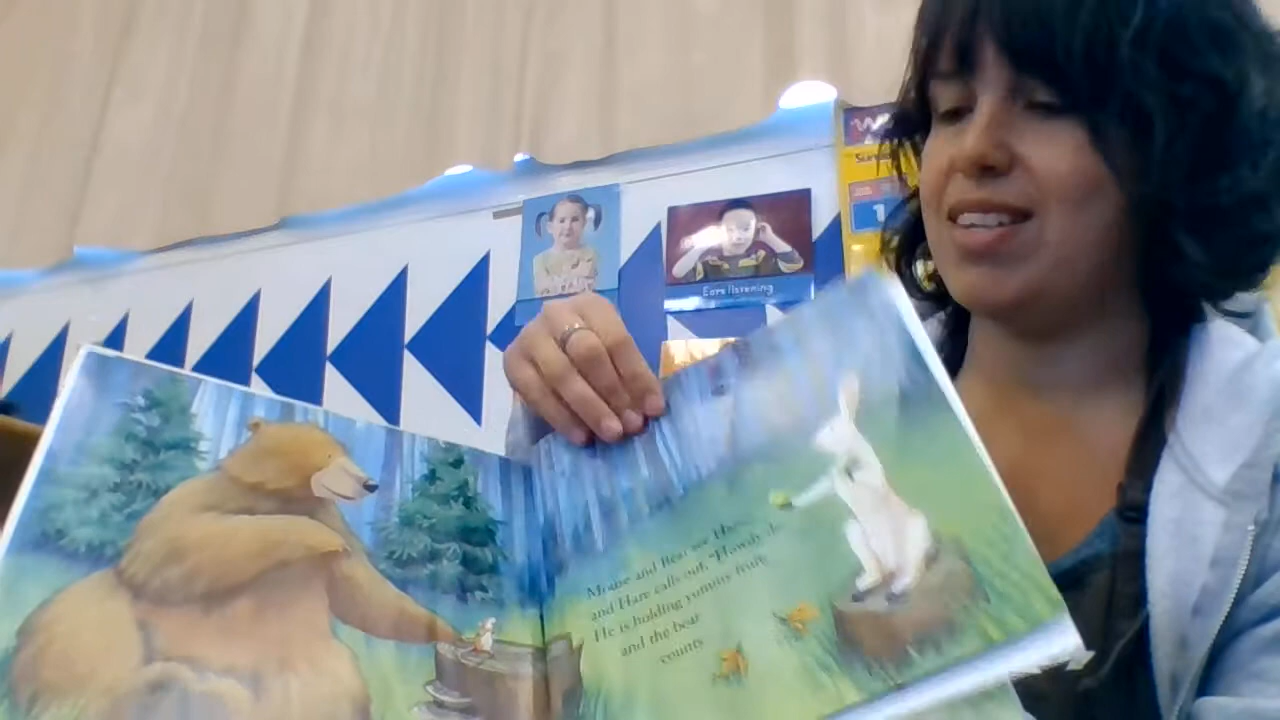 Ears listening
1
Mouse and Bear see Hare,
and Hare calls out, "Howdy
He is holding yummy fruit,
and the bear
counts